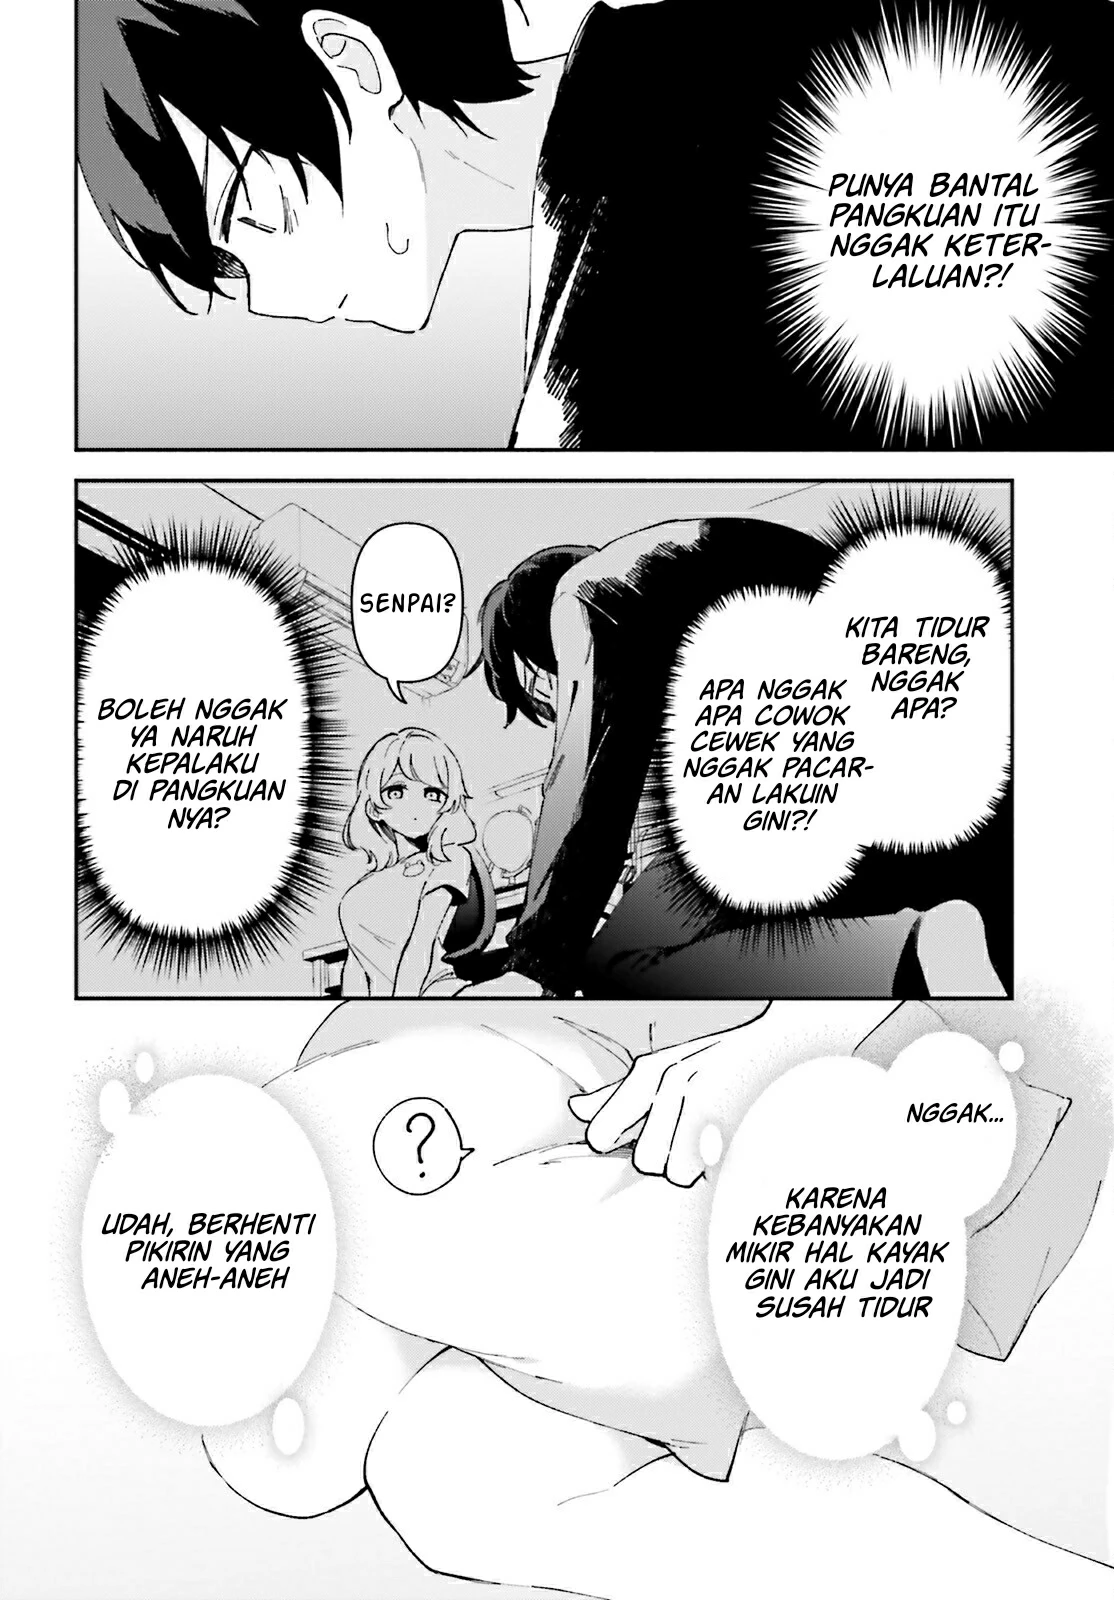 PUNYA BANTAL
PANGKUAN ITU
NGGAK KETER-
LALUAN?!
KITA TIDUR
BARENG,
NGGAK
APA?
APA NGGAK
APA COWOK
CEWEK YANG
NGGAK PACAR-
AN LAKUIN
GINI?!
SENPAI?
BOLEH NGGAK
YA NARUH
KEPALAKU
DI PANGKUAN
NYA?
NGGAK...
KARENA
KEBANYAKAN
MIKIR HAL KAYAK
GINI AKU JADI
SUSAH TIDUR
?
UDAH, BERHENTI
PIKIRIN YANG
ANEH-ANEH